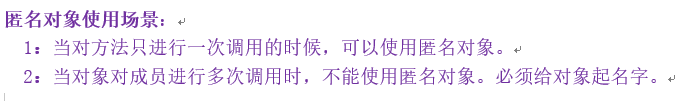 匿名对象使用场景：
1：当对方法只进行一次调用的时候，可以使用匿名对象。
2：当对象对成员进行多次调用时，不能使用匿名对象。必须给对象起名字。